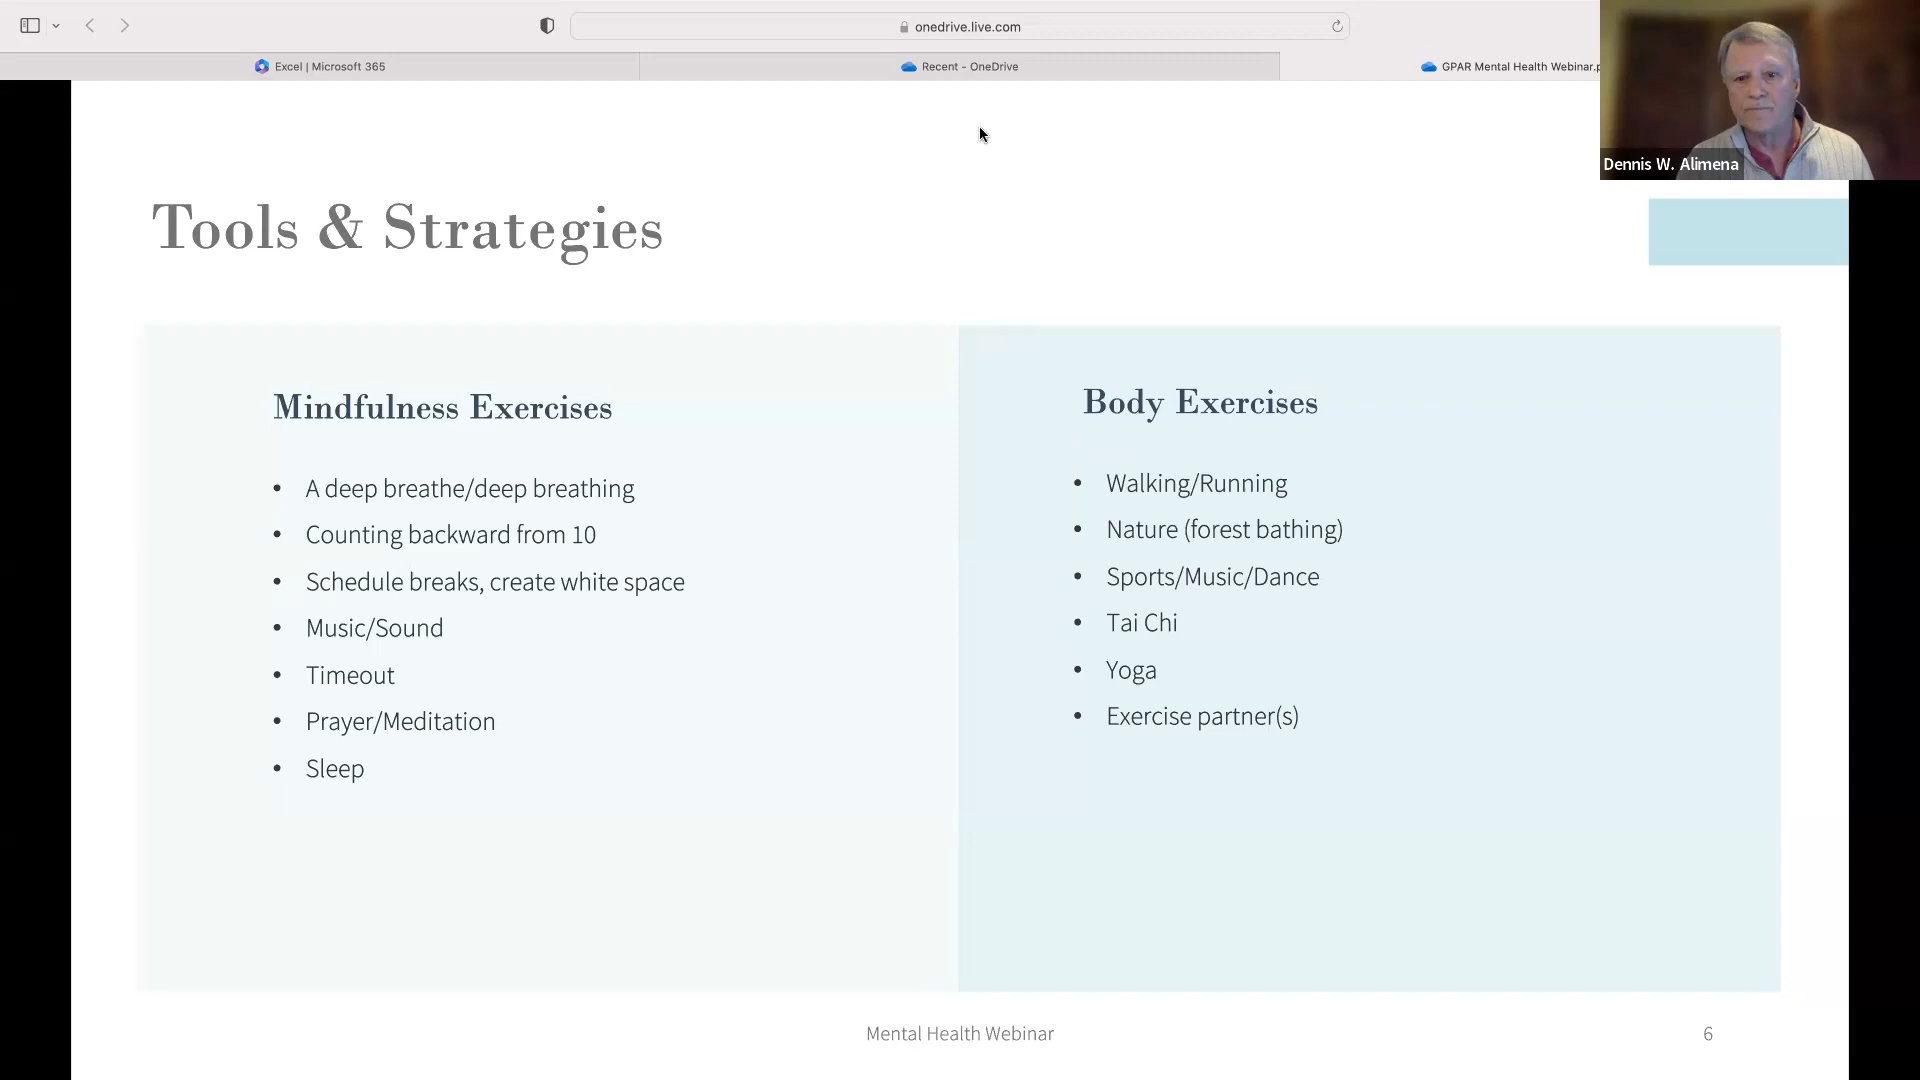 onedrive.live.com
Excel | Microsoft 365
Recent - OneDrive
GPAR Mental Health Webinar.p
Dennis W. Alimena
Tools & Strategies
Mindfulness Exercises
• A deep breathe/deep breathing
• Counting backward from 10
• Schedule breaks, create white space
• Music/Sound
• Timeout
• Prayer/Meditation
• Sleep
Body Exercises
• Walking/Running
• Nature (forest bathing)
• Sports/Music/Dance
• Tai Chi
• Yoga
• Exercise partner(s)
Mental Health Webinar
6